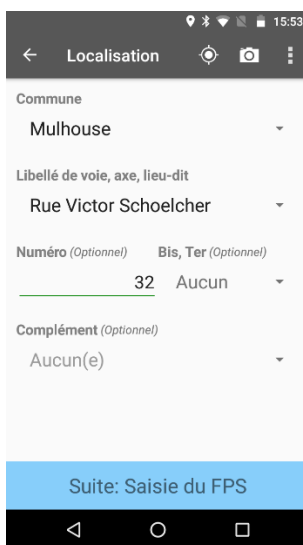 15:53
Localisation
Commune
Mulhouse
Libellé de voie, axe, lieu-dit
Rue Victor Schoelcher
Numéro (Optionnel) Bis, Ter (Optionnel)
32 Aucun
Complément (Optionnel)
Aucun(e)
Suite: Saisie du FPS